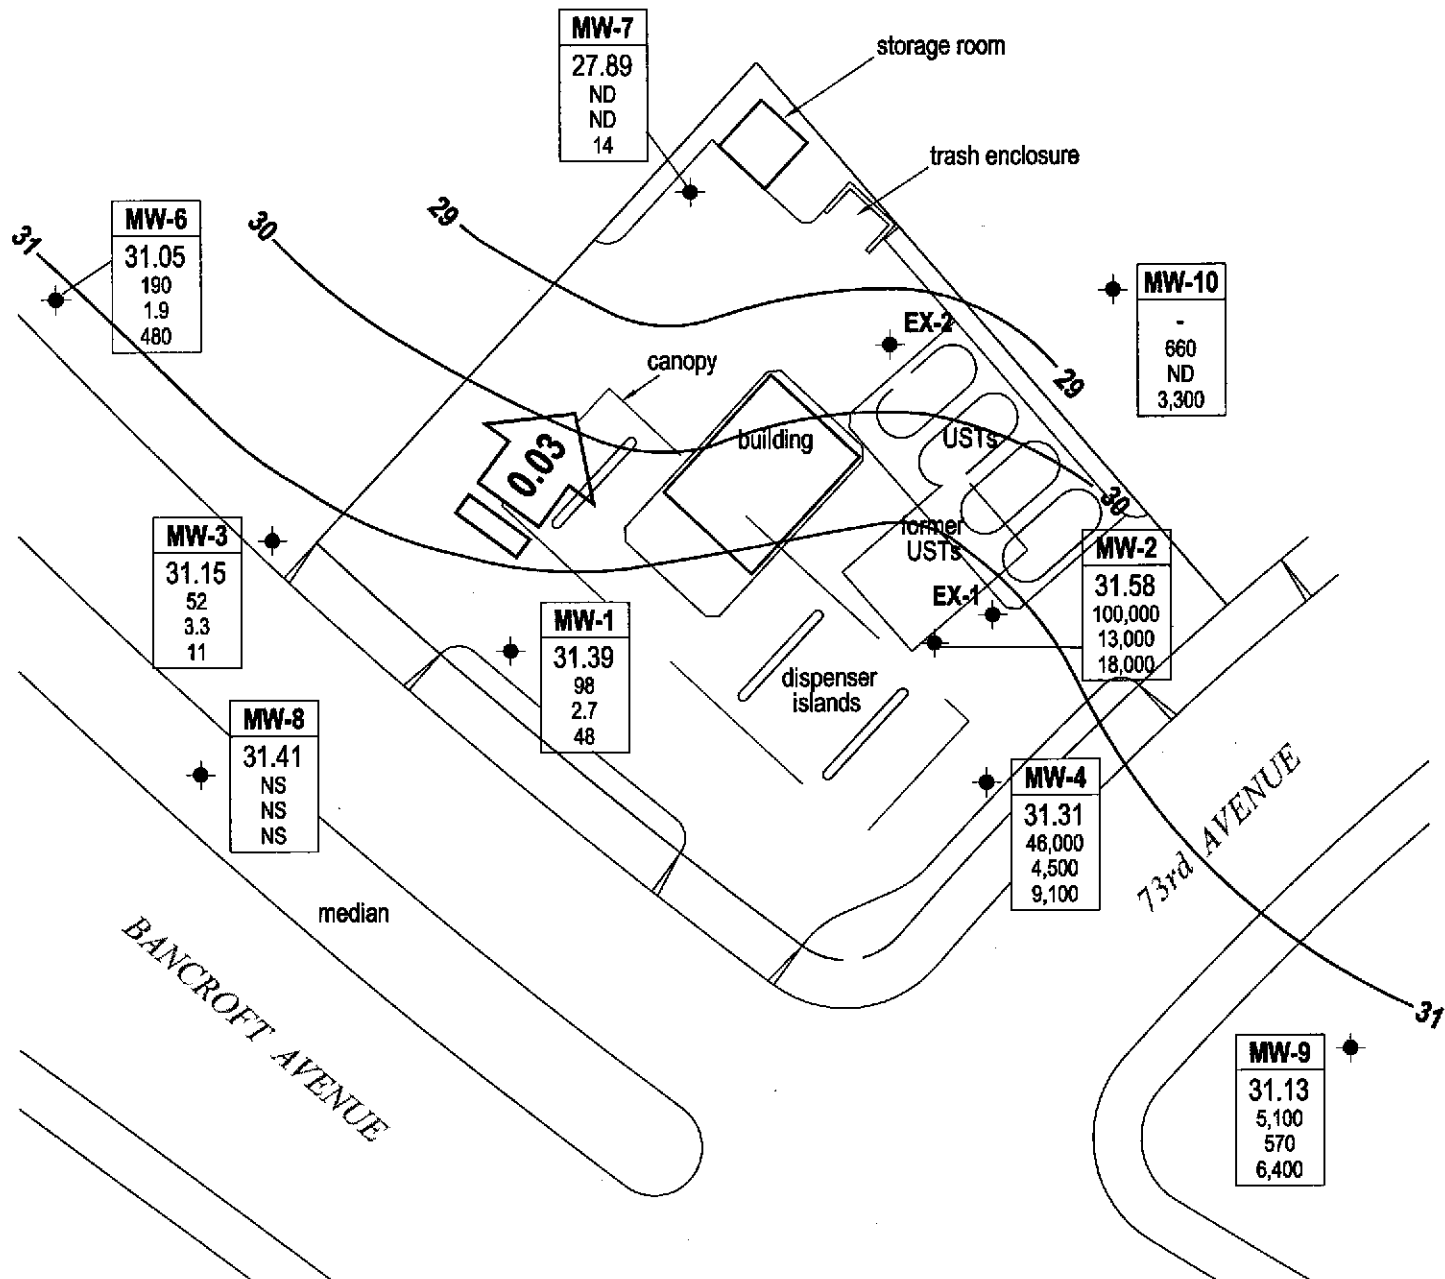 MW-7
27.89
ND
ND
14
storage room
trash enclosure
MW-6
31.05
190
1.9
480
31
30
29
MW-10
-
660
ND
3,300
EX-2
canopy
29
building
USTs
0.03
30
former
USTs
MW-3
31.15
52
3.3
11
MW-2
31.58
100,000
13,000
18,000
EX-1
MW-1
31.39
98
2.7
48
dispenser
islands
MW-8
31.41
NS
NS
NS
MW-4
31.31
46,000
4,500
9,100
73rd AVENUE
median
BANCROFT AVENUE
31
MW-9
31.13
5,100
570
6,400